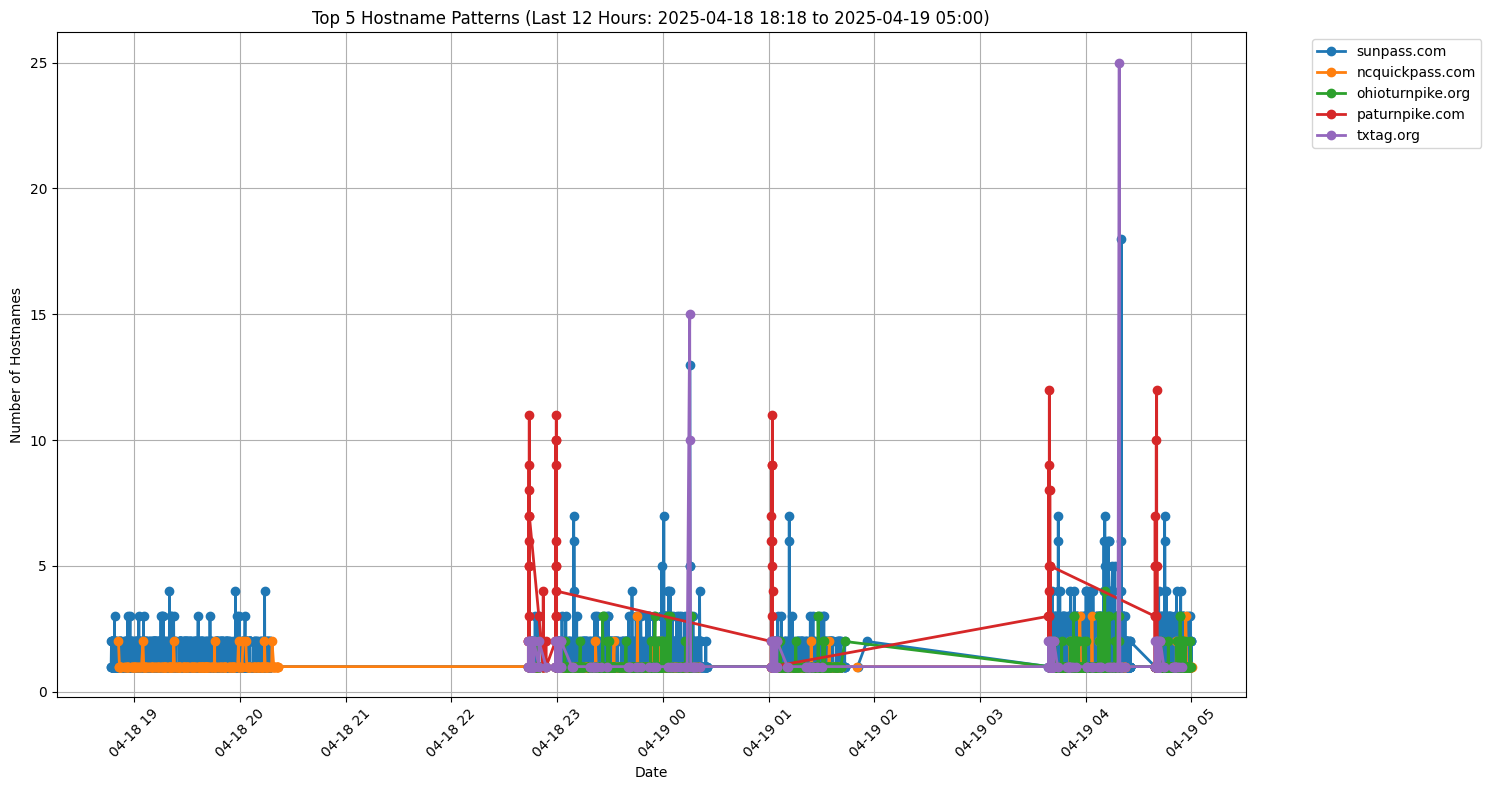 Top 5 Hostname Patterns (Last 12 Hours: 2025-04-18 18:18 to 2025-04-19 05:00)
sunpass.com
ncquickpass.com
ohioturnpike.org
paturnpike.com
txtag.org
Number of Hostnames
25
20
15
10
5
0
04-18 19
04-18 20
04-18 21
04-18 22
04-18 23
04-19 00
04-19 01
04-19 02
04-19 03
04-19 04
04-19 05
Date